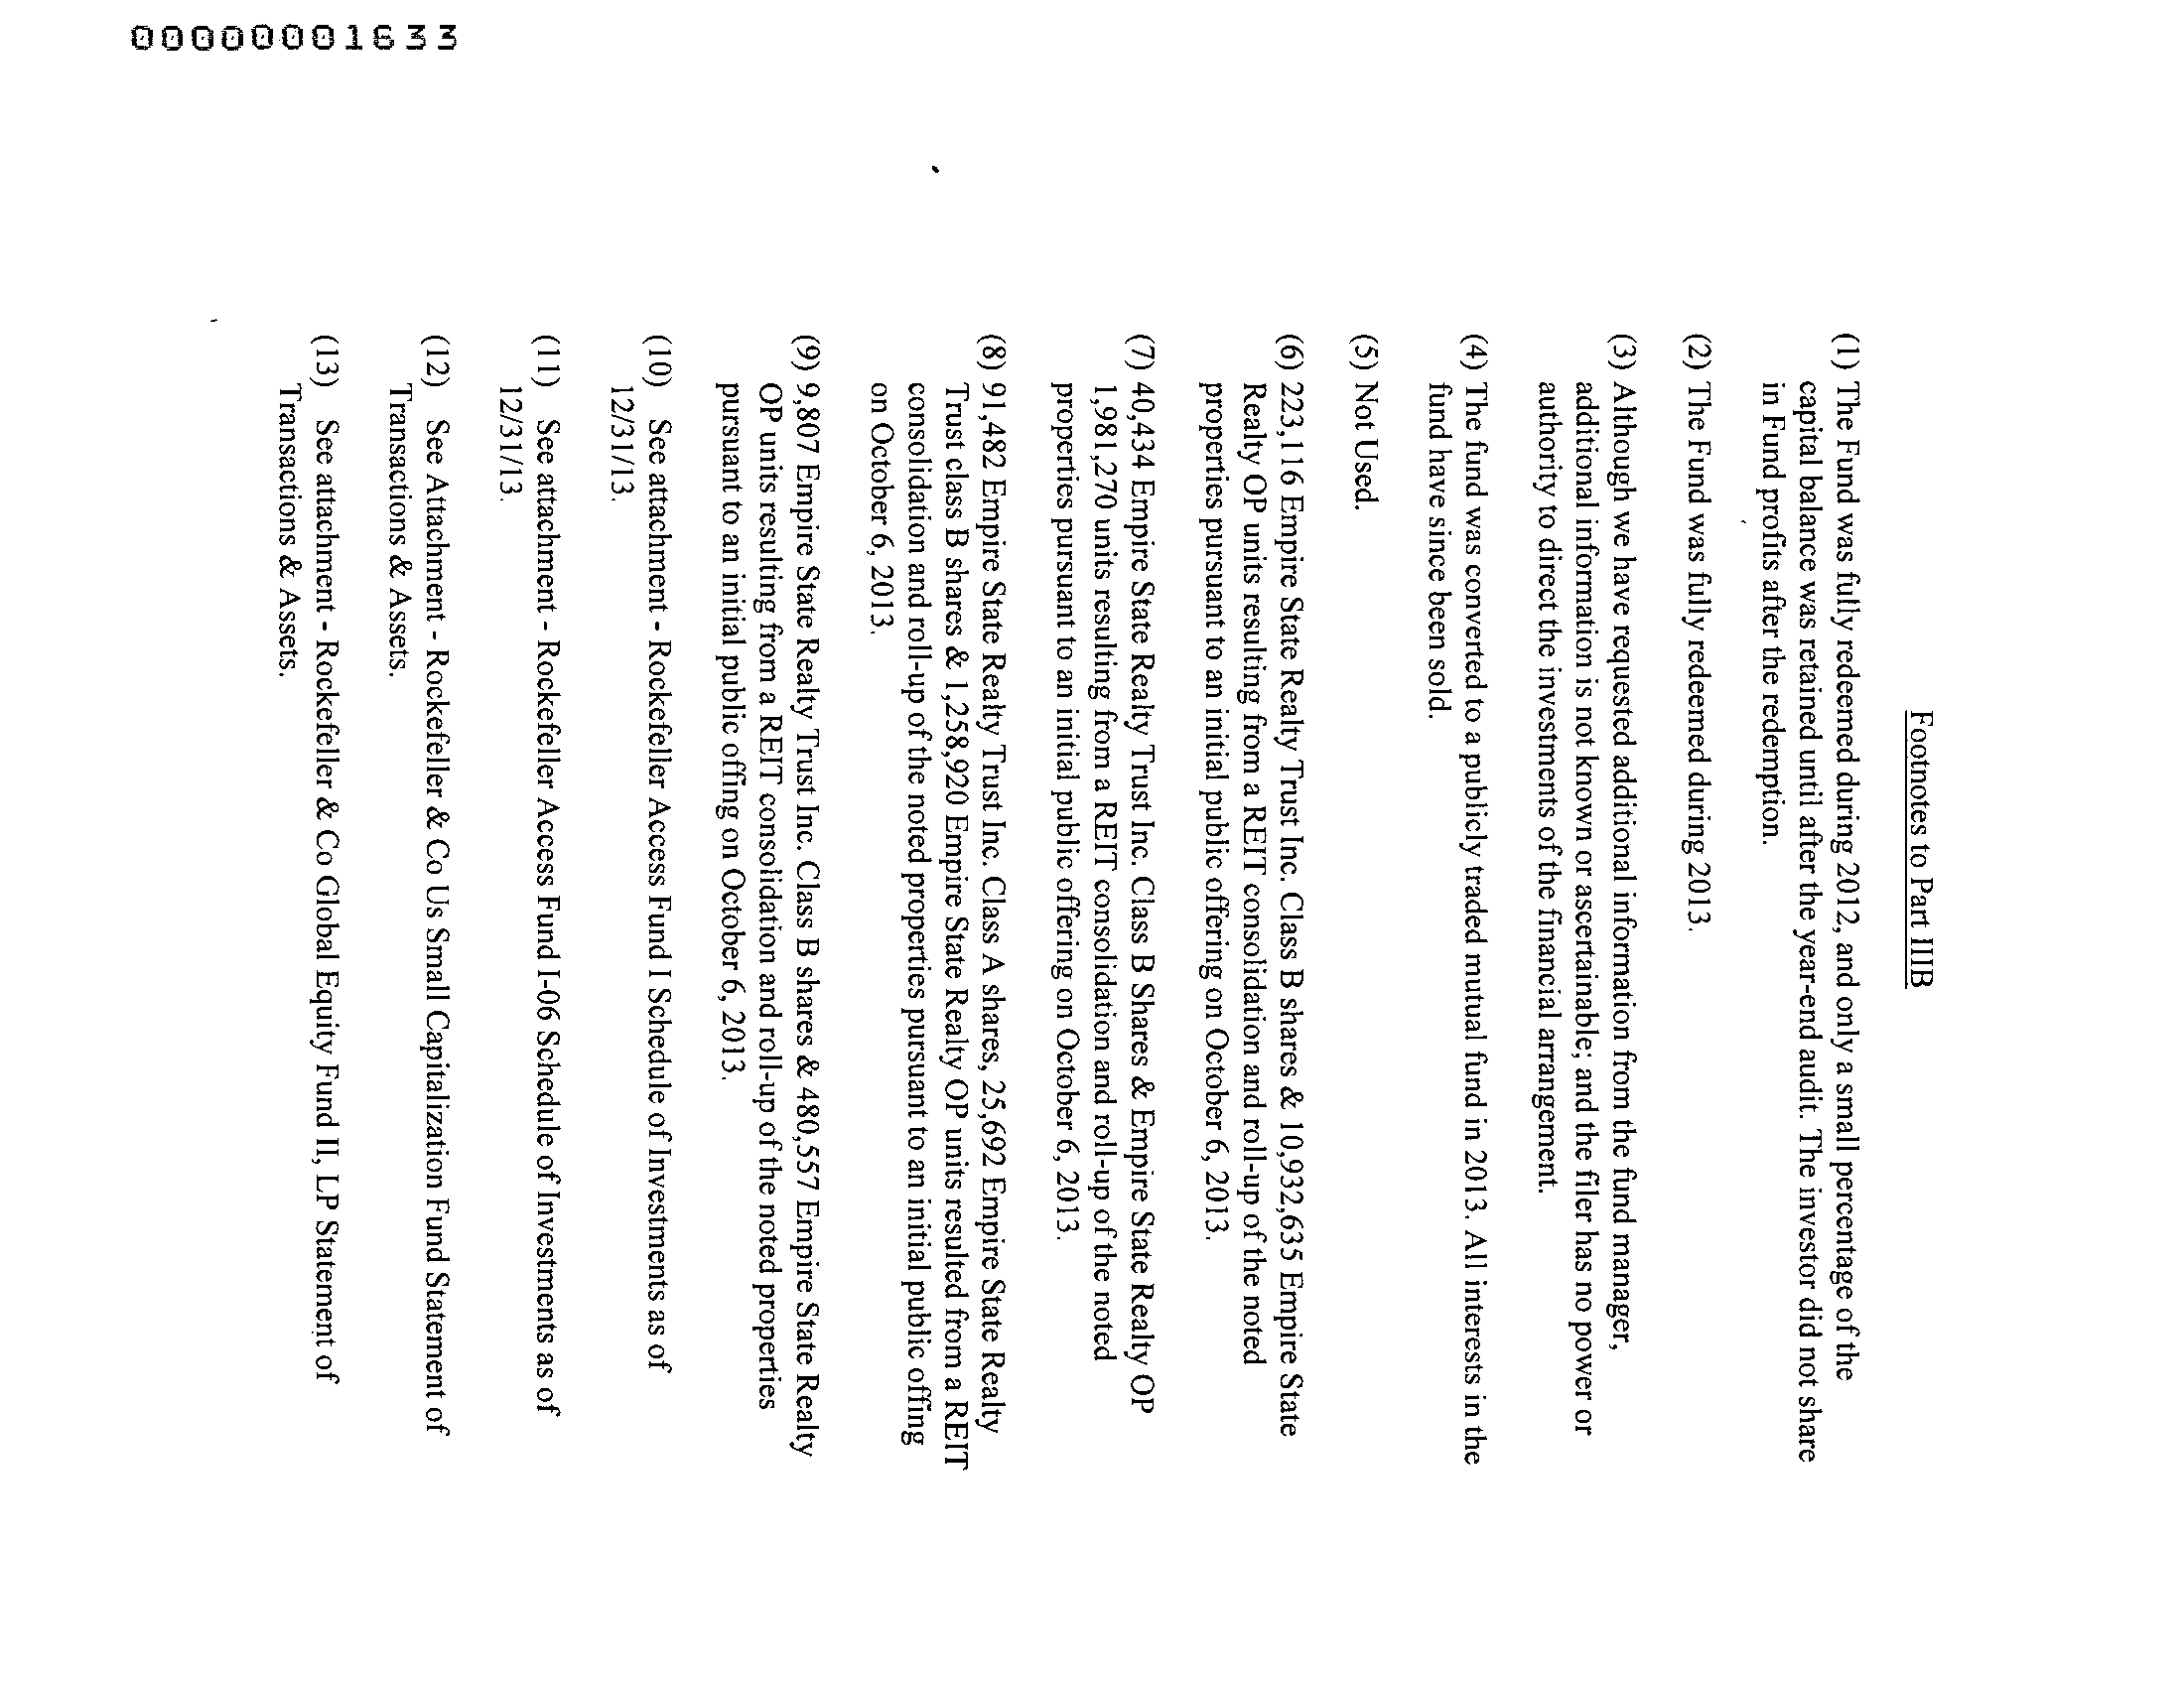 00000001633
Footnotes to Part IIIB
(1) The Fund was fully redeemed during 2012, and only a small percentage of the
capital balance was retained until after the year-end audit. The investor did not share
in Fund profits after the redemption.
(2) The Fund was fully redeemed during 2013.
(3) Although we have requested additional information from the fund manager,
additional information is not known or ascertainable; and the filer has no power or
authority to direct the investments of the financial arrangement.
(4) The fund was converted to a publicly traded mutual fund in 2013. All interests in the
fund have since been sold.
(5) Not Used.
(6) 223,116 Empire State Realty Trust Inc. Class B shares & 10,932,635 Empire State
Realty OP units resulting from a REIT consolidation and roll-up of the noted
properties pursuant to an initial public offering on October 6, 2013.
(7) 40,434 Empire State Realty Trust Inc. Class B Shares & Empire State Realty OP
1,981,270 units resulting from a REIT consolidation and roll-up of the noted
properties pursuant to an initial public offering on October 6, 2013.
(8) 91,482 Empire State Realty Trust Inc. Class A shares, 25,692 Empire State Realty
Trust class B shares & 1,258,920 Empire State Realty OP units resulted from a REIT
consolidation and roll-up of the noted properties pursuant to an initial public offing
on October 6, 2013.
(9) 9,807 Empire State Realty Trust Inc. Class B shares & 480,557 Empire State Realty
OP units resulting from a REIT consolidation and roll-up of the noted properties
pursuant to an initial public offing on October 6, 2013.
(10) See attachment - Rockefeller Access Fund I Schedule of Investments as of
12/31/13.
(11) See attachment - Rockefeller Access Fund I-06 Schedule of Investments as of
12/31/13.
(12) See Attachment - Rockefeller & Co Us Small Capitalization Fund Statement of
Transactions & Assets.
(13) See attachment - Rockefeller & Co Global Equity Fund II, LP Statement of
Transactions & Assets.